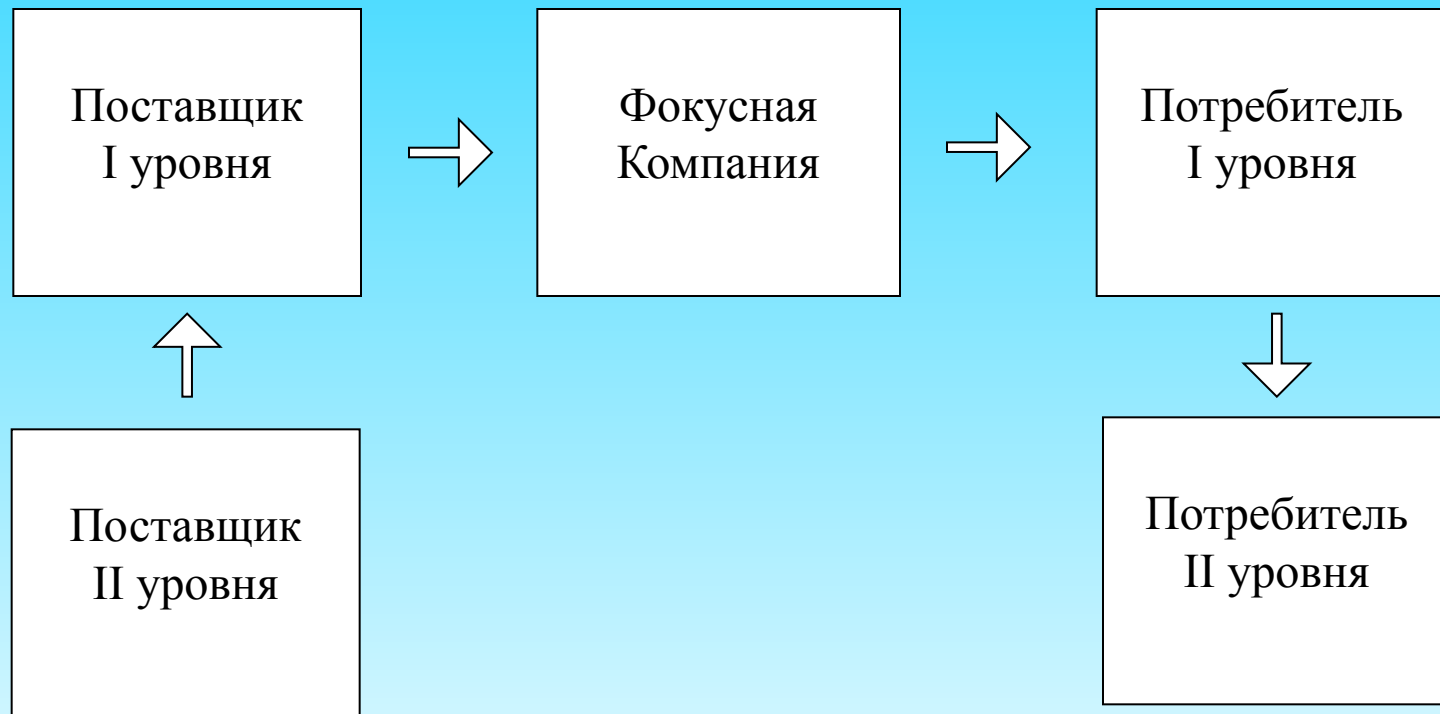 Поставщик
I уровня
Фокусная
Компания
Потребитель
I уровня
Поставщик
II уровня
Потребитель
II уровня